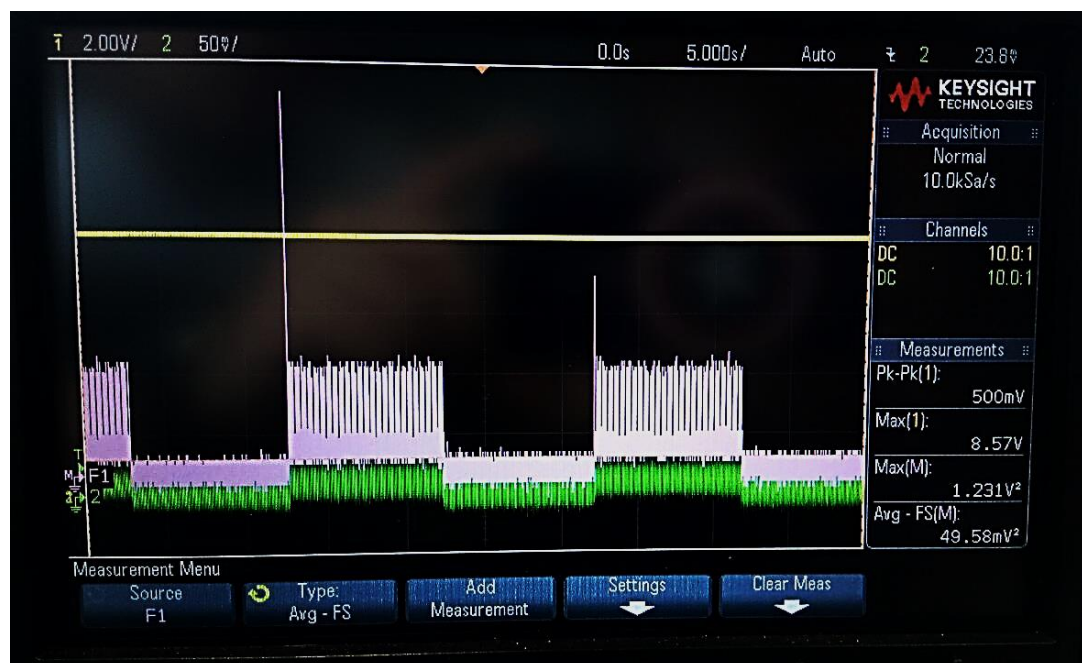 1 2.00V/ 2 50V/ 0.0s 5.000s/ Auto 2 23.8V
KEYSIGHT
TECHNOLOGIES
Acquisition
Normal
10.0kSa/s
Channels
DC 10.0:1
DC 10.0:1
Measurements
Pk-Pk(1):
500mV
Max(1):
8.57V
Max(M):
1.231V²
Avg - FS(M):
49.58mV²
T
M F1
2
Measurement Menu
Source
F1
Type:
Avg - FS
Add
Measurement
Settings
Clear Meas